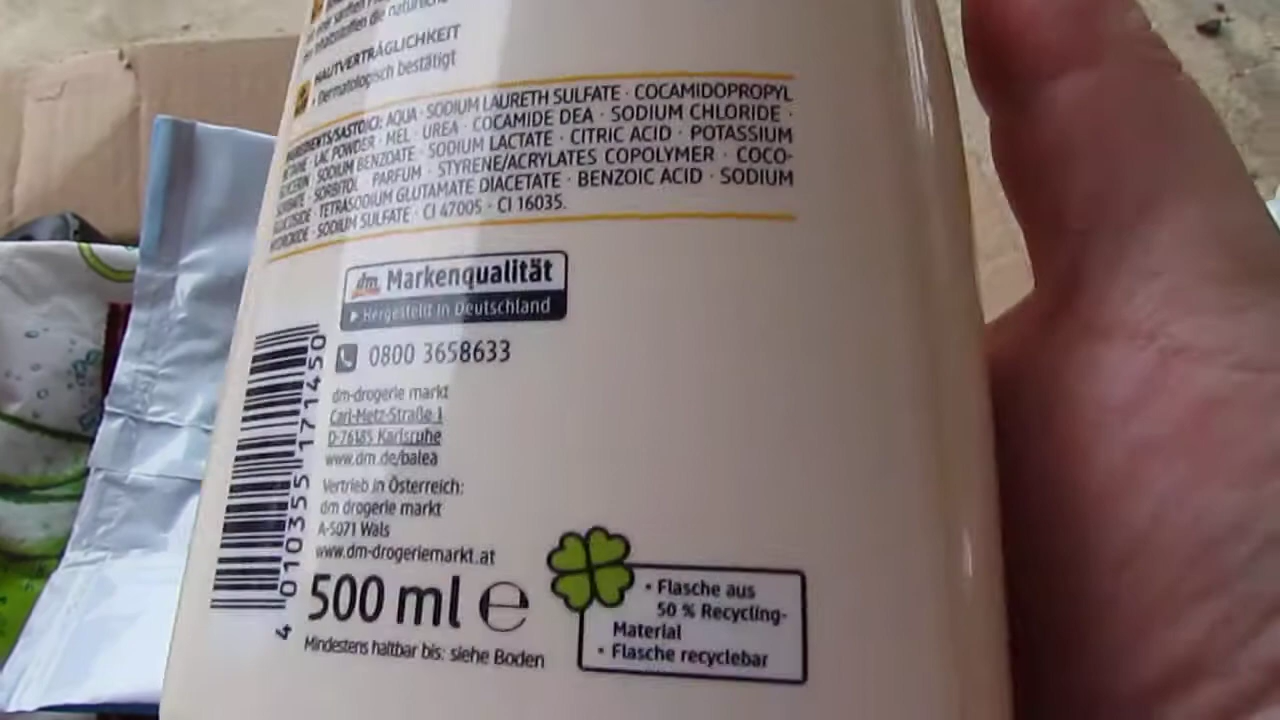 HAUTVERTRÄGLICHKEIT
• Dermatologisch bestätigt
INGREDIENTS/SASTOJCI: AQUA · SODIUM LAURETH SULFATE · COCAMIDOPROPYL
BETAINE · LAC POWDER · MEL · UREA · COCAMIDE DEA · SODIUM CHLORIDE ·
GLYCERIN · SODIUM BENZOATE · SODIUM LACTATE · CITRIC ACID · POTASSIUM
SORBATE · SORBITOL · PARFUM · STYRENE/ACRYLATES COPOLYMER · COCO-
GLUCOSIDE · TETRASODIUM GLUTAMATE DIACETATE · BENZOIC ACID · SODIUM
HYDROXIDE · SODIUM SULFATE · CI 47005 · CI 16035.
dm Markenqualität
Hergestellt in Deutschland
0800 3658633
dm-drogerie markt
Carl-Metz-Straße 1
D-76185 Karlsruhe
www.dm.de/balea
Vertrieb in Österreich:
dm drogerie markt
A-5071 Wals
www.dm-drogeriemarkt.at
4 010355 171450
500 ml ℮
Mindestens haltbar bis: siehe Boden
• Flasche aus
50 % Recycling-
Material
• Flasche recyclebar